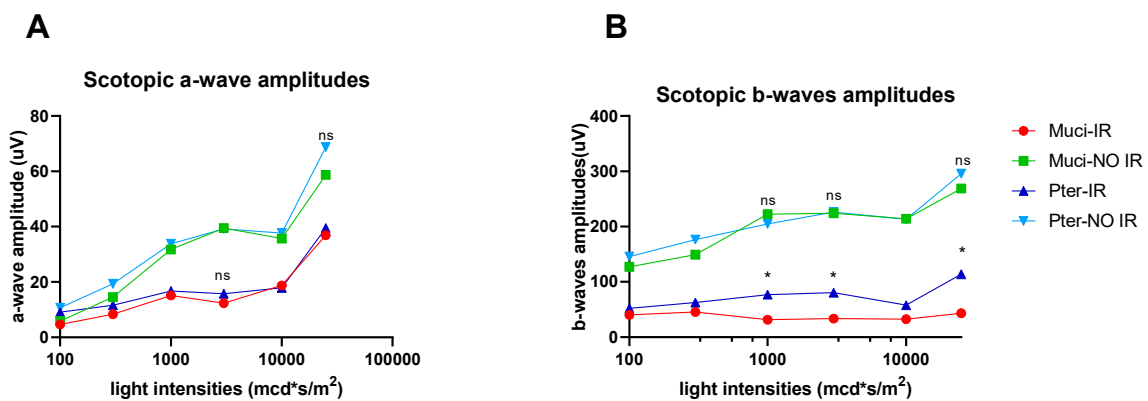 A
Scotopic a-wave amplitudes
80
60
40
20
0
a-wave amplitude (uV)
ns
ns
100
1000
10000
100000
light intensities (mcd*s/m²)
B
Scotopic b-waves amplitudes
400
300
200
100
0
b-waves amplitudes(uV)
ns
ns
ns
*
*
*
100
1000
10000
light intensities (mcd*s/m²)
Muci-IR
Muci-NO IR
Pter-IR
Pter-NO IR